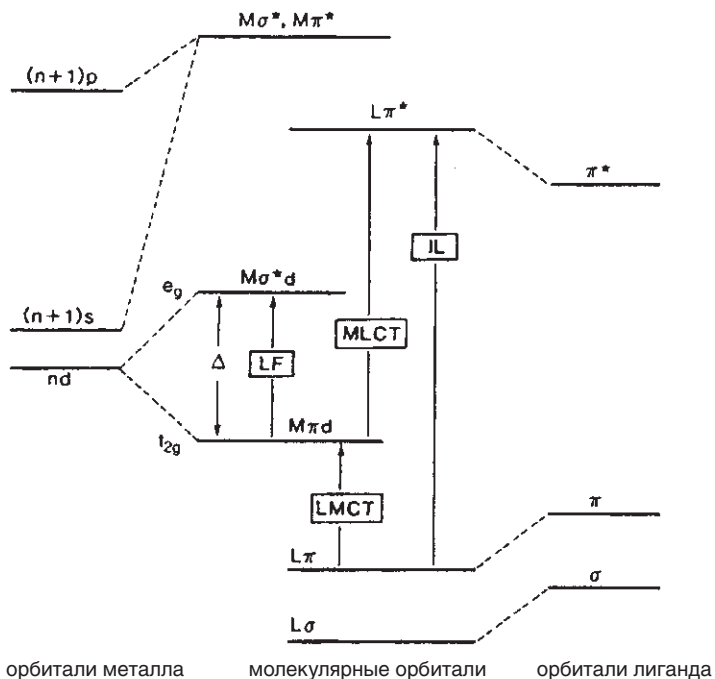 Mσ*, Mπ*
(n+1)p
Lπ*
π*
IL
eg
Mσ*d
(n+1)s
MLCT
Δ
LF
nd
t2g
Mπd
LMCT
π
Lπ
σ
Lσ
орбитали металла
молекулярные орбитали
орбитали лиганда